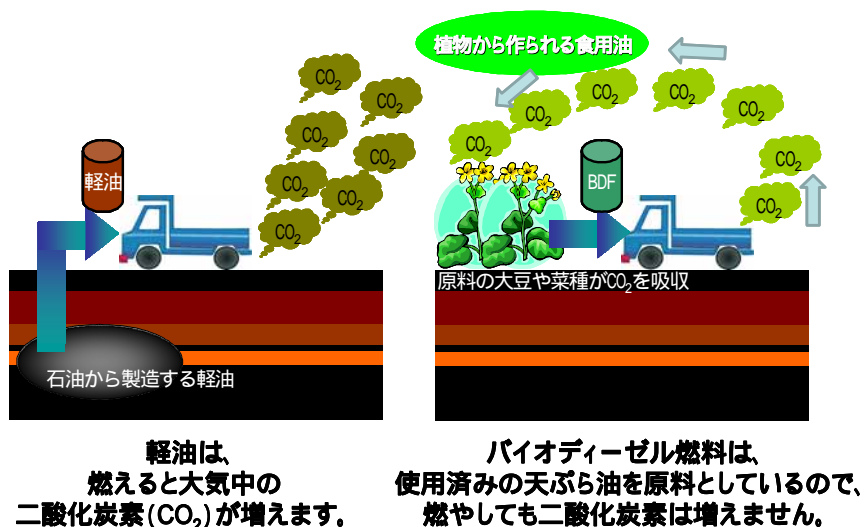 植物から作られる食用油
CO₂
CO₂
CO₂
CO₂
CO₂
CO₂
CO₂
軽油
石油から製造する軽油
軽油は、
燃えると大気中の
二酸化炭素(CO₂)が増えます。
CO₂
CO₂
CO₂
CO₂
CO₂
CO₂
CO₂
BDF
原料の大豆や菜種がCO₂を吸収
バイオディーゼル燃料は、
使用済みの天ぷら油を原料としているので、
燃やしても二酸化炭素は増えません。